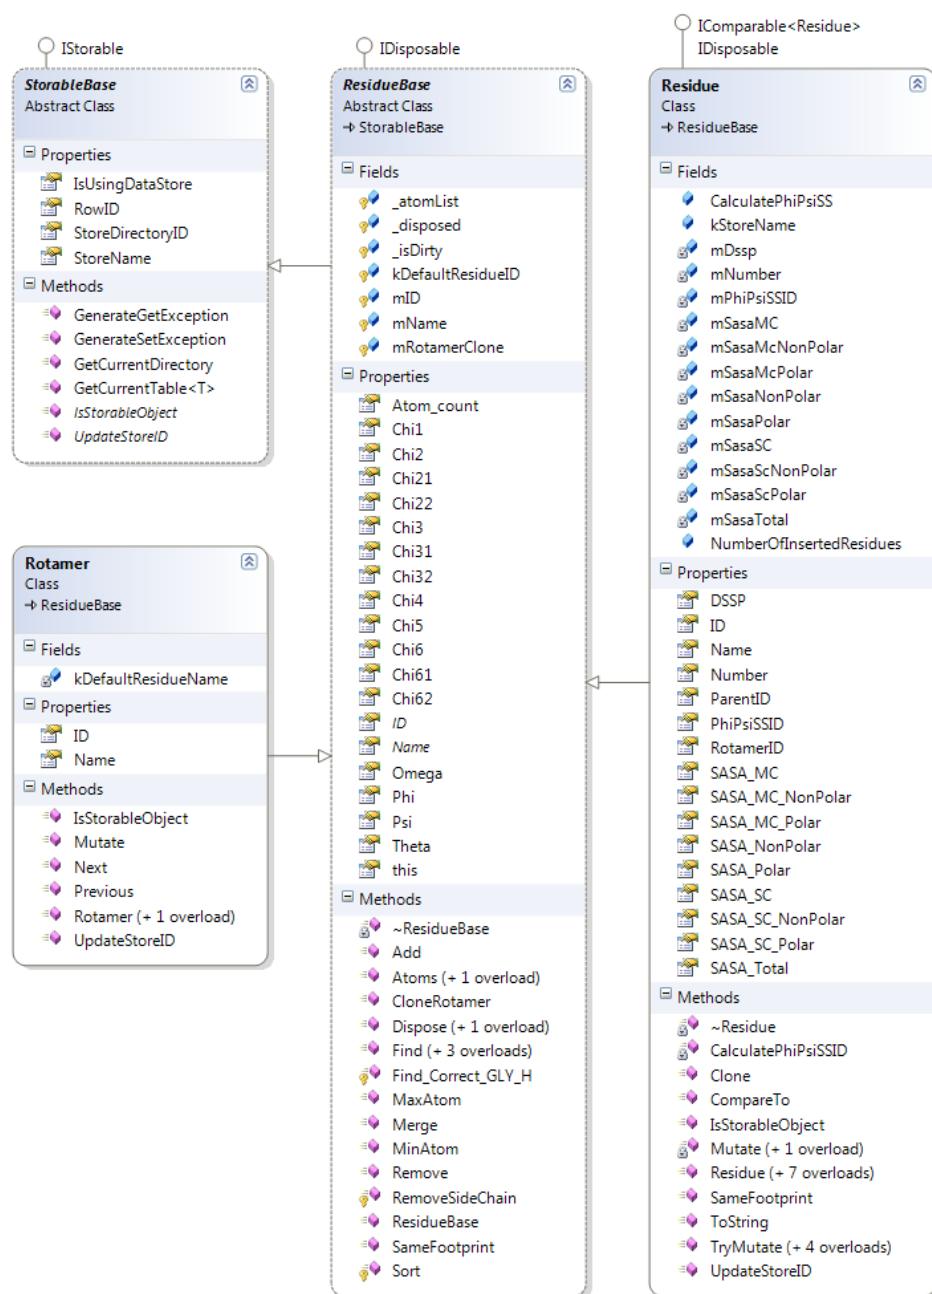 IStorable
StorableBase
Abstract Class
Properties
IsUsingDataStore
RowID
StoreDirectoryID
StoreName
Methods
GenerateGetException
GenerateSetException
GetCurrentDirectory
GetCurrentTable<T>
IsStorableObject
UpdateStoreID
Rotamer
Class
ResidueBase
Fields
kDefaultResidueName
Properties
ID
Name
Methods
IsStorableObject
Mutate
Next
Previous
Rotamer (+ 1 overload)
UpdateStoreID
IDisposable
ResidueBase
Abstract Class
StorableBase
Fields
_atomList
_disposed
_isDirty
kDefaultResidueID
mID
mName
mRotamerClone
Properties
Atom_count
Chi1
Chi2
Chi21
Chi22
Chi3
Chi31
Chi32
Chi4
Chi5
Chi6
Chi61
Chi62
ID
Name
Omega
Phi
Psi
Theta
this
Methods
~ResidueBase
Add
Atoms (+ 1 overload)
CloneRotamer
Dispose (+ 1 overload)
Find (+ 3 overloads)
Find_Correct_GLY_H
MaxAtom
Merge
MinAtom
Remove
RemoveSideChain
ResidueBase
SameFootprint
Sort
IComparable<Residue>
IDisposable
Residue
Class
ResidueBase
Fields
CalculatePhiPsiSS
kStoreName
mDssp
mNumber
mPhiPsiSSID
mSasaMC
mSasaMcNonPolar
mSasaMcPolar
mSasaNonPolar
mSasaPolar
mSasaSC
mSasaScNonPolar
mSasaScPolar
mSasaTotal
NumberOfInsertedResidues
Properties
DSSP
ID
Name
Number
ParentID
PhiPsiSSID
RotamerID
SASA_MC
SASA_MC_NonPolar
SASA_MC_Polar
SASA_NonPolar
SASA_Polar
SASA_SC
SASA_SC_NonPolar
SASA_SC_Polar
SASA_Total
Methods
~Residue
CalculatePhiPsiSSID
Clone
CompareTo
IsStorableObject
Mutate (+ 1 overload)
Residue (+ 7 overloads)
SameFootprint
ToString
TryMutate (+ 4 overloads)
UpdateStoreID